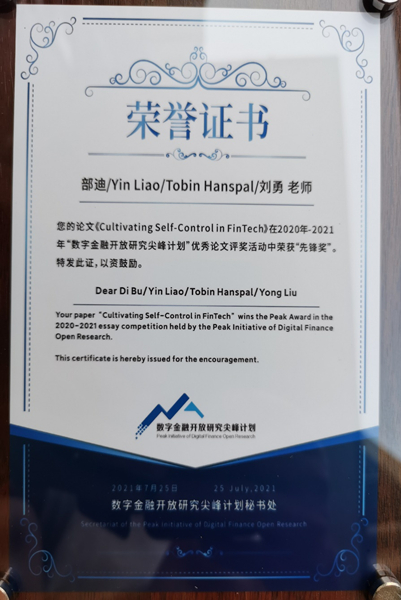 荣誉证书
部迪/Yin Liao/Tobin Hanspal/刘勇 老师
您的论文《Cultivating Self-Control in FinTech》在2020年-2021
年“数字金融开放研究尖峰计划”优秀论文评奖活动中荣获“先锋奖”。
特发此证，以资鼓励。
Dear Di Bu/Yin Liao/Tobin Hanspal/Yong Liu
Your paper “Cultivating Self-Control in FinTech” wins the Peak Award in the
2020-2021 essay competition held by the Peak Initiative of Digital Finance
Open Research.
This certificate is hereby issued for the encouragement.
数字金融开放研究尖峰计划
Peak Initiative of Digital Finance Open Research
2021年7月25日 25 July,2021
数字金融开放研究尖峰计划秘书处
Secretariat of the Peak Initiative of Digital Finance Open Research